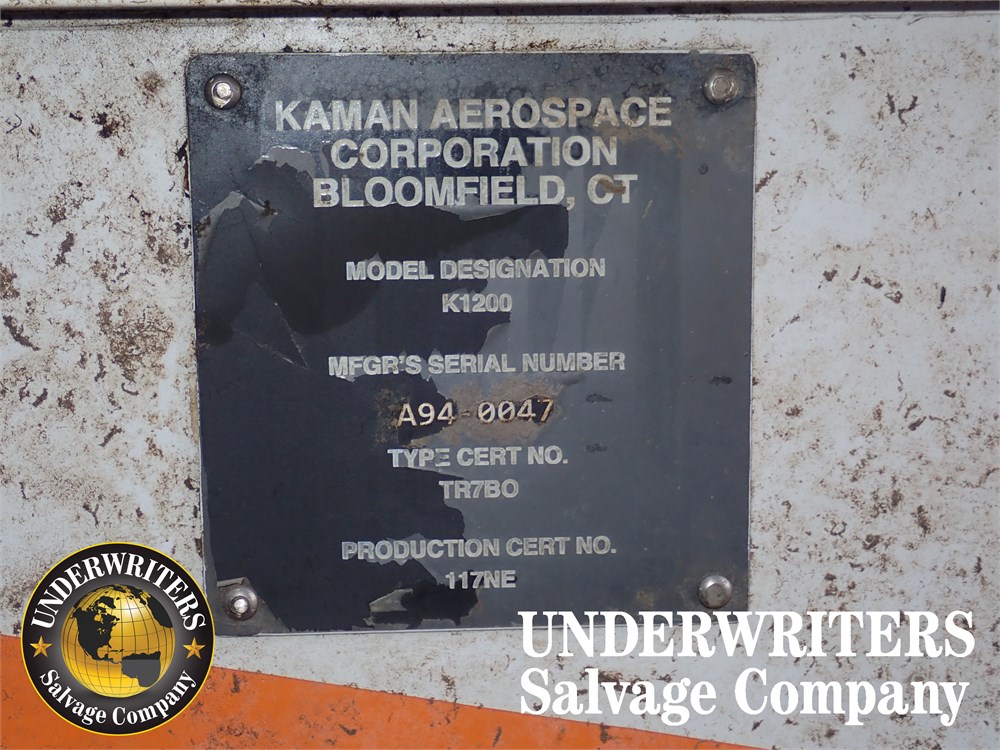 KAMAN AEROSPACE
CORPORATION
BLOOMFIELD, CT
MODEL DESIGNATION
K1200
MFGR'S SERIAL NUMBER
A94-0047
TYPE CERT NO.
TR7BO
PRODUCTION CERT NO.
117NE
UNDERWRITERS
Salvage Company
UNDERWRITERS
Salvage Company